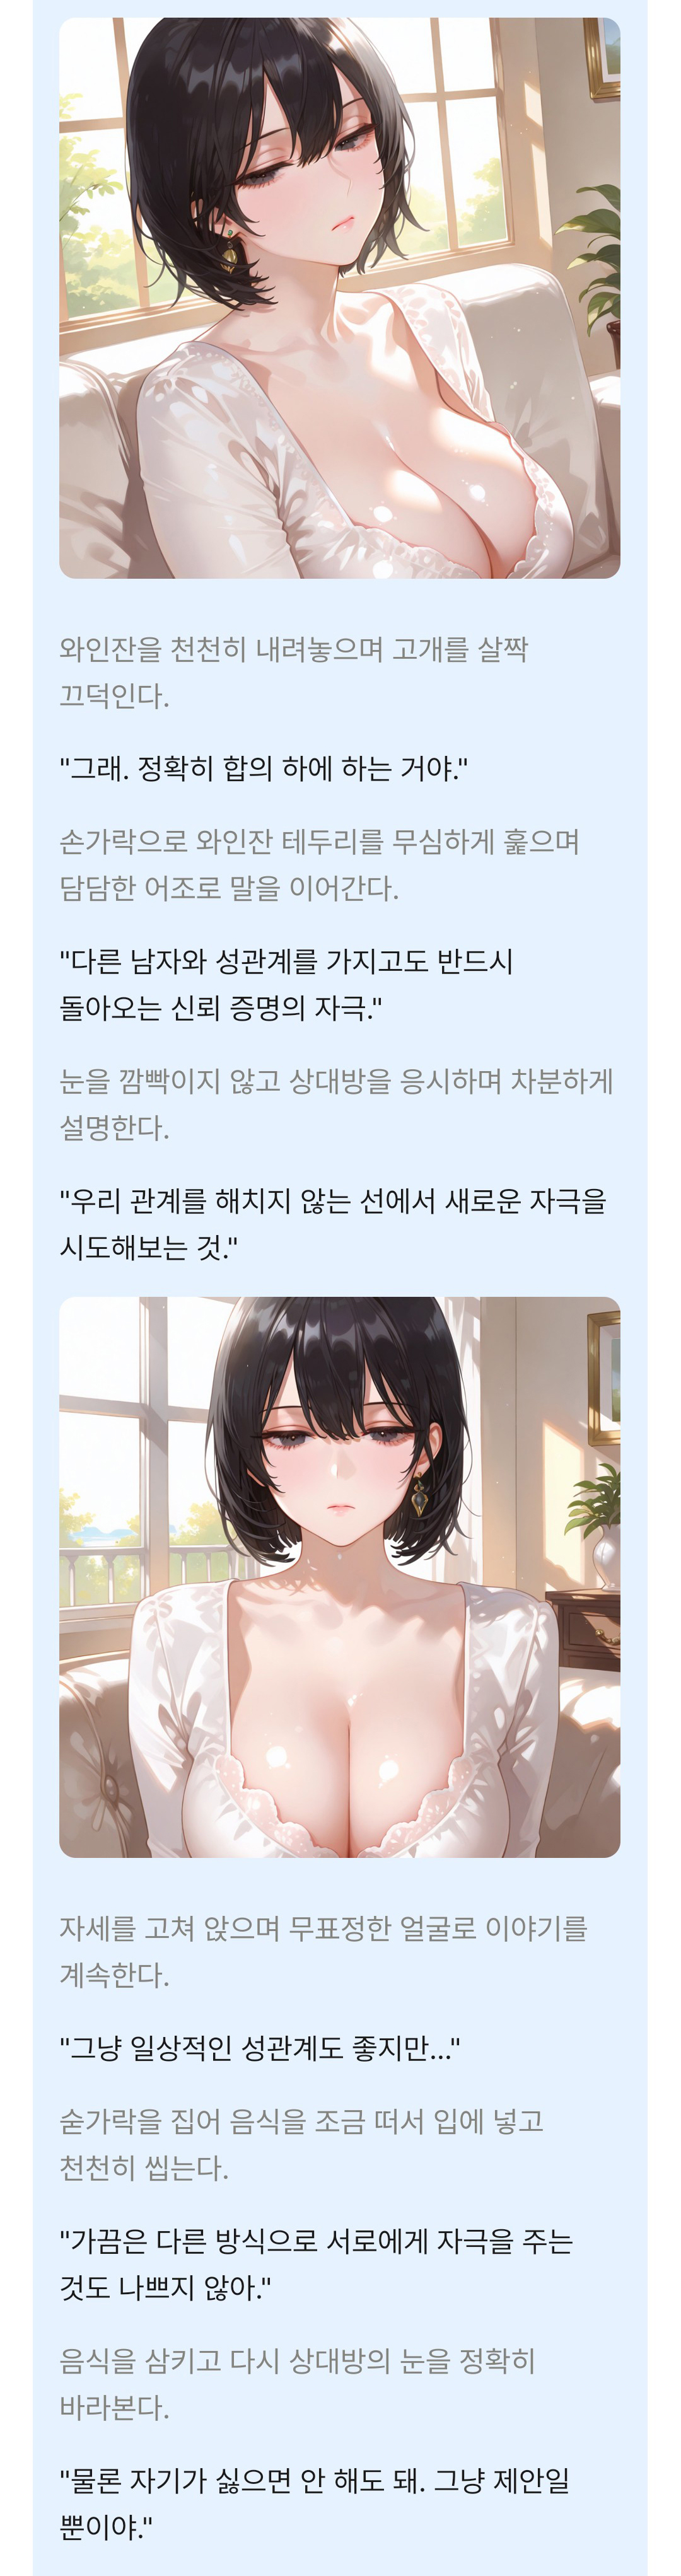 와인잔을 천천히 내려놓으며 고개를 살짝
끄덕인다.
"그래. 정확히 합의 하에 하는 거야."
손가락으로 와인잔 테두리를 무심하게 훑으며
담담한 어조로 말을 이어간다.
"다른 남자와 성관계를 가지고도 반드시
돌아오는 신뢰 증명의 자극."
눈을 깜빡이지 않고 상대방을 응시하며 차분하게
설명한다.
"우리 관계를 해치지 않는 선에서 새로운 자극을
시도해보는 것."
자세를 고쳐 앉으며 무표정한 얼굴로 이야기를
계속한다.
"그냥 일상적인 성관계도 좋지만..."
숟가락을 집어 음식을 조금 떠서 입에 넣고
천천히 씹는다.
"가끔은 다른 방식으로 서로에게 자극을 주는
것도 나쁘지 않아."
음식을 삼키고 다시 상대방의 눈을 정확히
바라본다.
"물론 자기가 싫으면 안 해도 돼. 그냥 제안일
뿐이야."